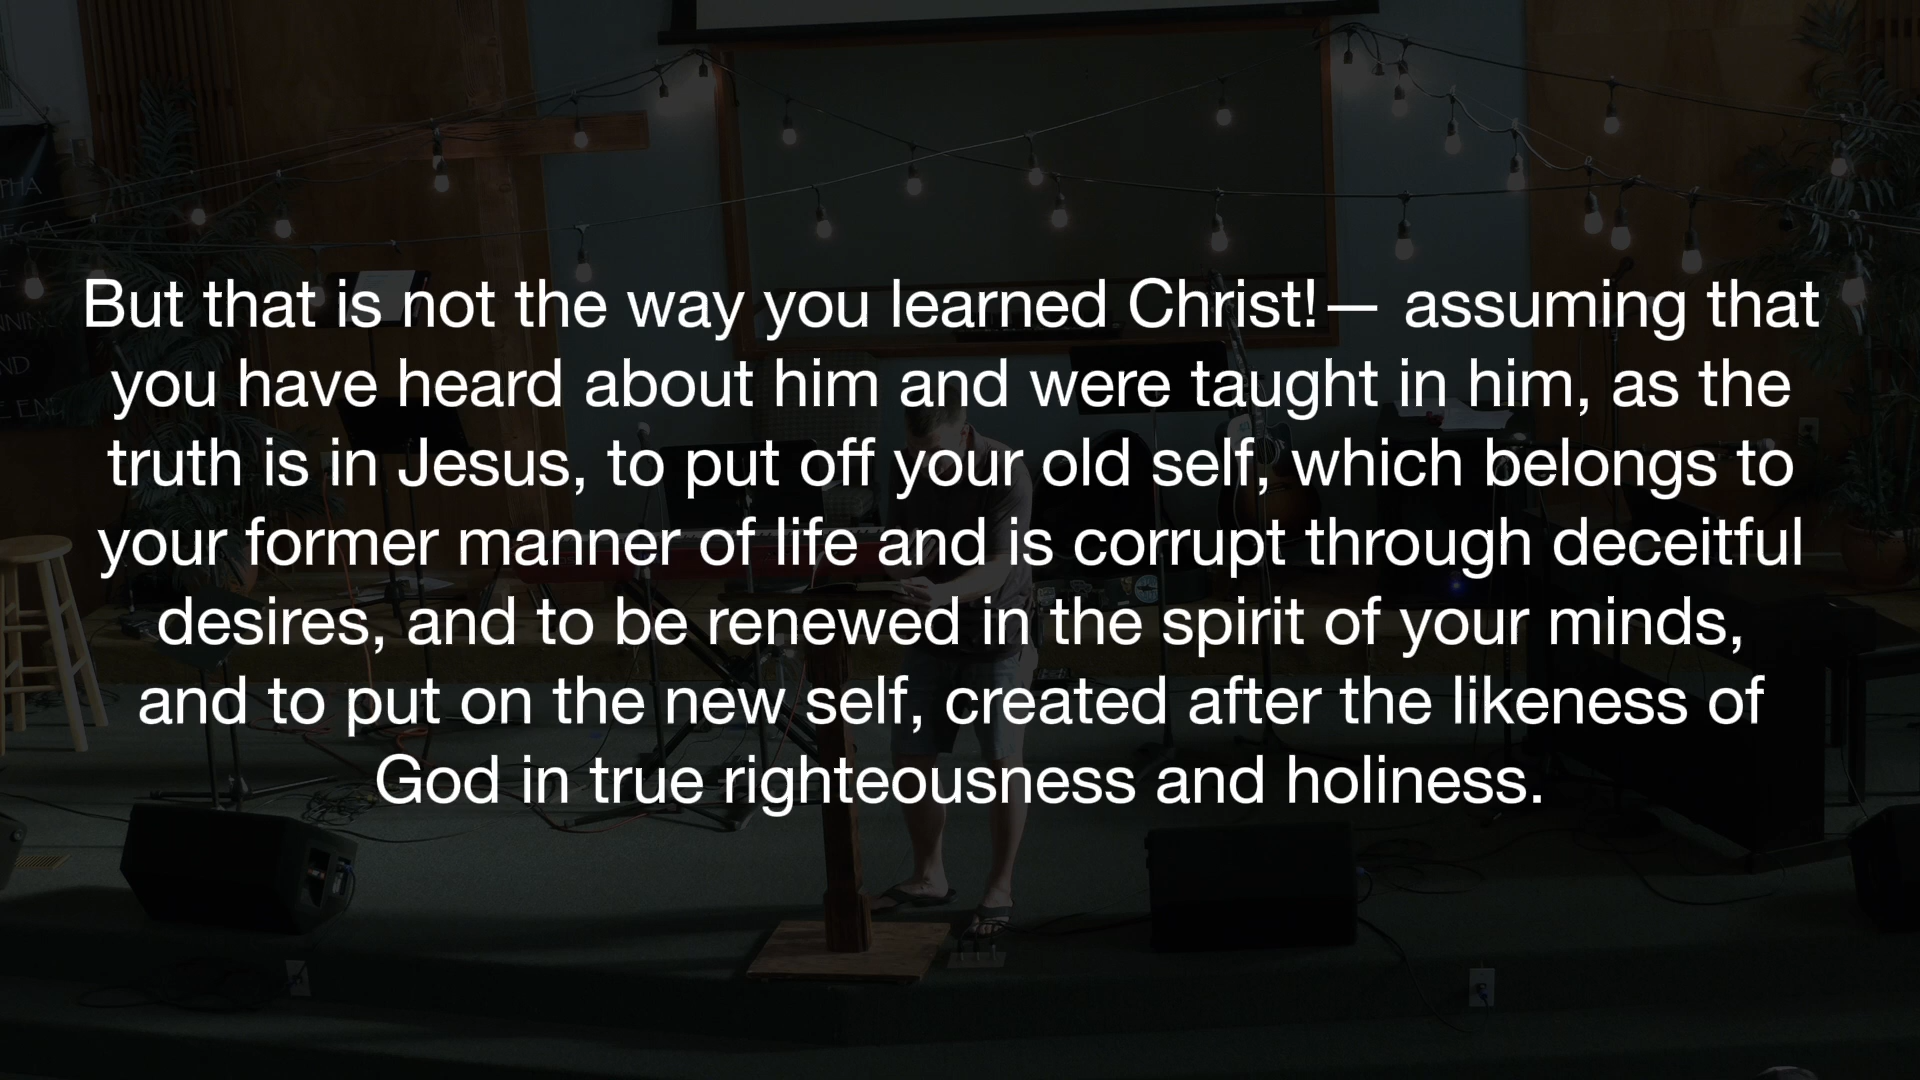 But that is not the way you learned Christ!— assuming that
you have heard about him and were taught in him, as the
truth is in Jesus, to put off your old self, which belongs to
your former manner of life and is corrupt through deceitful
desires, and to be renewed in the spirit of your minds,
and to put on the new self, created after the likeness of
God in true righteousness and holiness.